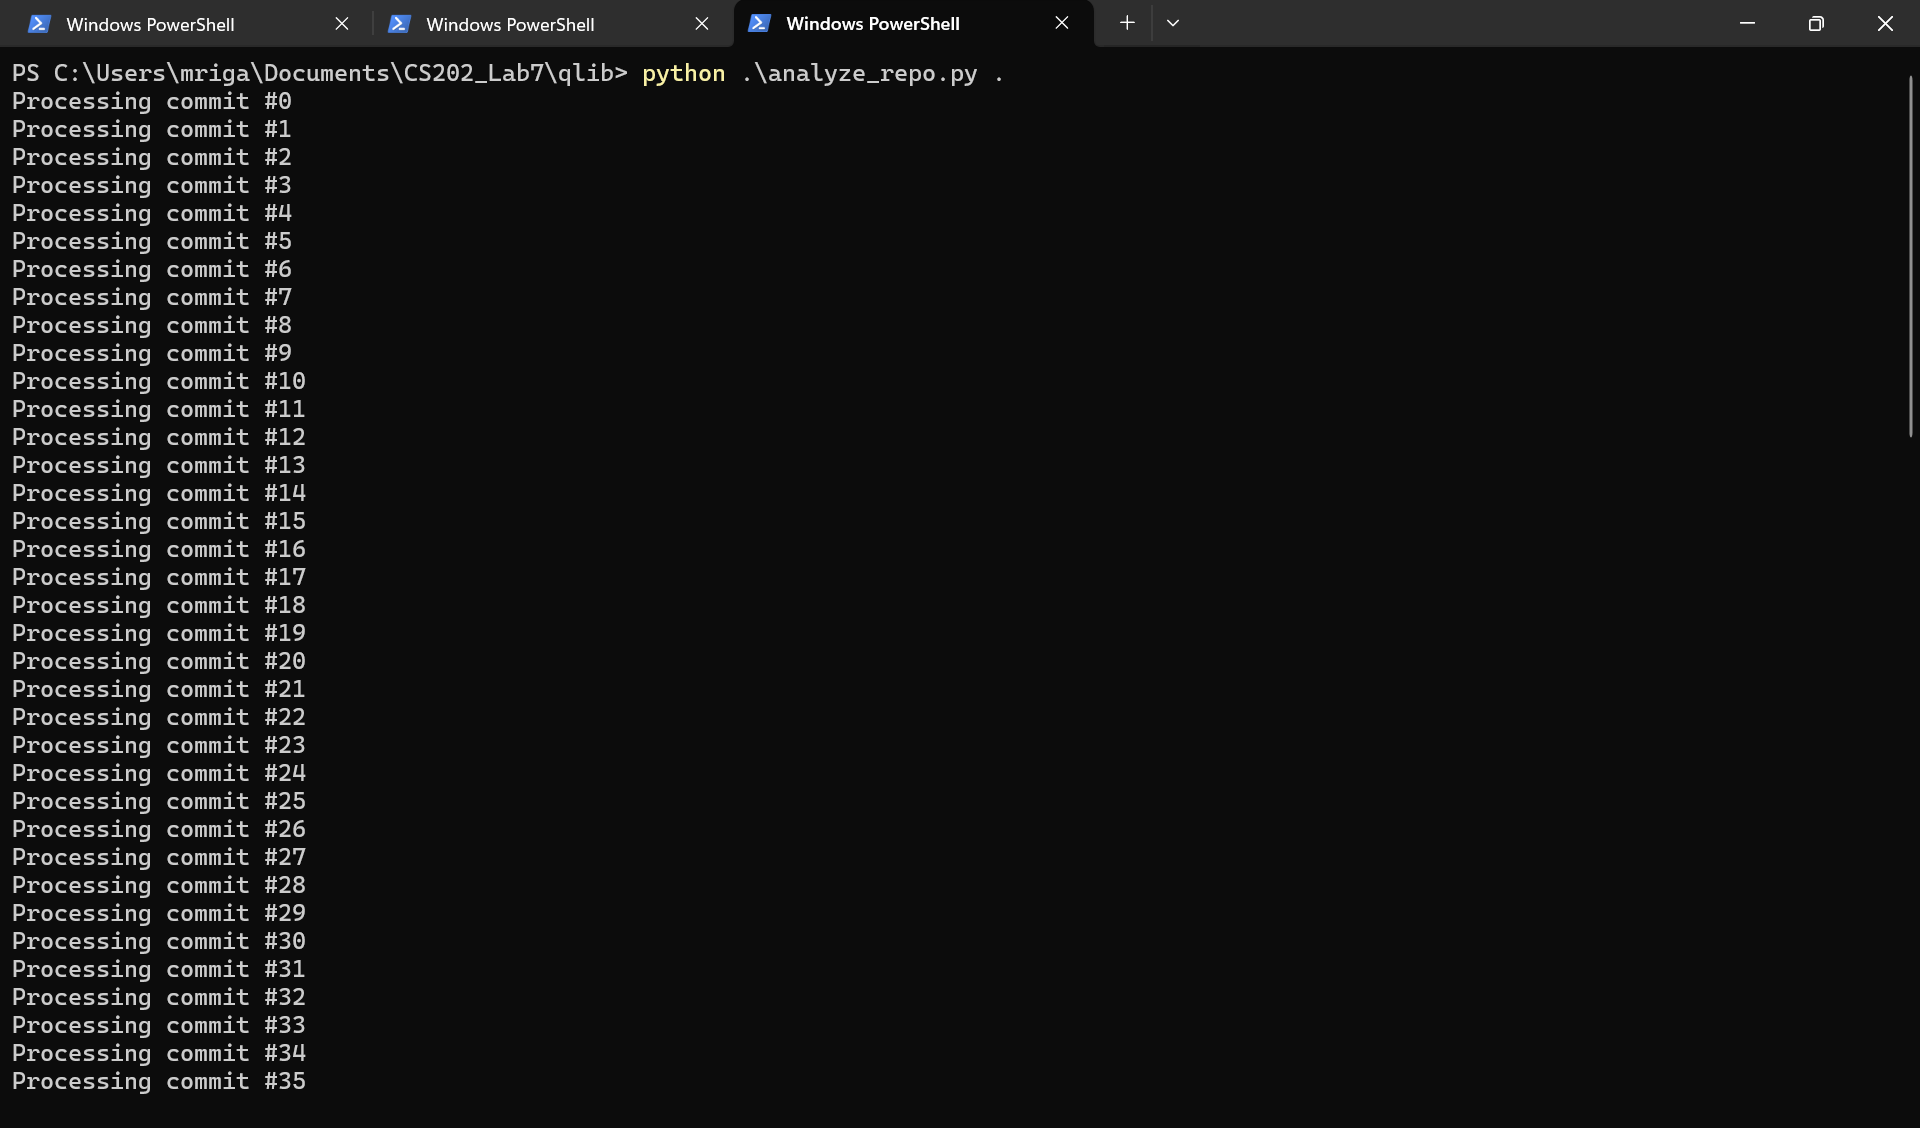 Windows PowerShell
Windows PowerShell
Windows PowerShell
PS C:\Users\mriga\Documents\CS202_Lab7\qlib> python .\analyze_repo.py .
Processing commit #0
Processing commit #1
Processing commit #2
Processing commit #3
Processing commit #4
Processing commit #5
Processing commit #6
Processing commit #7
Processing commit #8
Processing commit #9
Processing commit #10
Processing commit #11
Processing commit #12
Processing commit #13
Processing commit #14
Processing commit #15
Processing commit #16
Processing commit #17
Processing commit #18
Processing commit #19
Processing commit #20
Processing commit #21
Processing commit #22
Processing commit #23
Processing commit #24
Processing commit #25
Processing commit #26
Processing commit #27
Processing commit #28
Processing commit #29
Processing commit #30
Processing commit #31
Processing commit #32
Processing commit #33
Processing commit #34
Processing commit #35